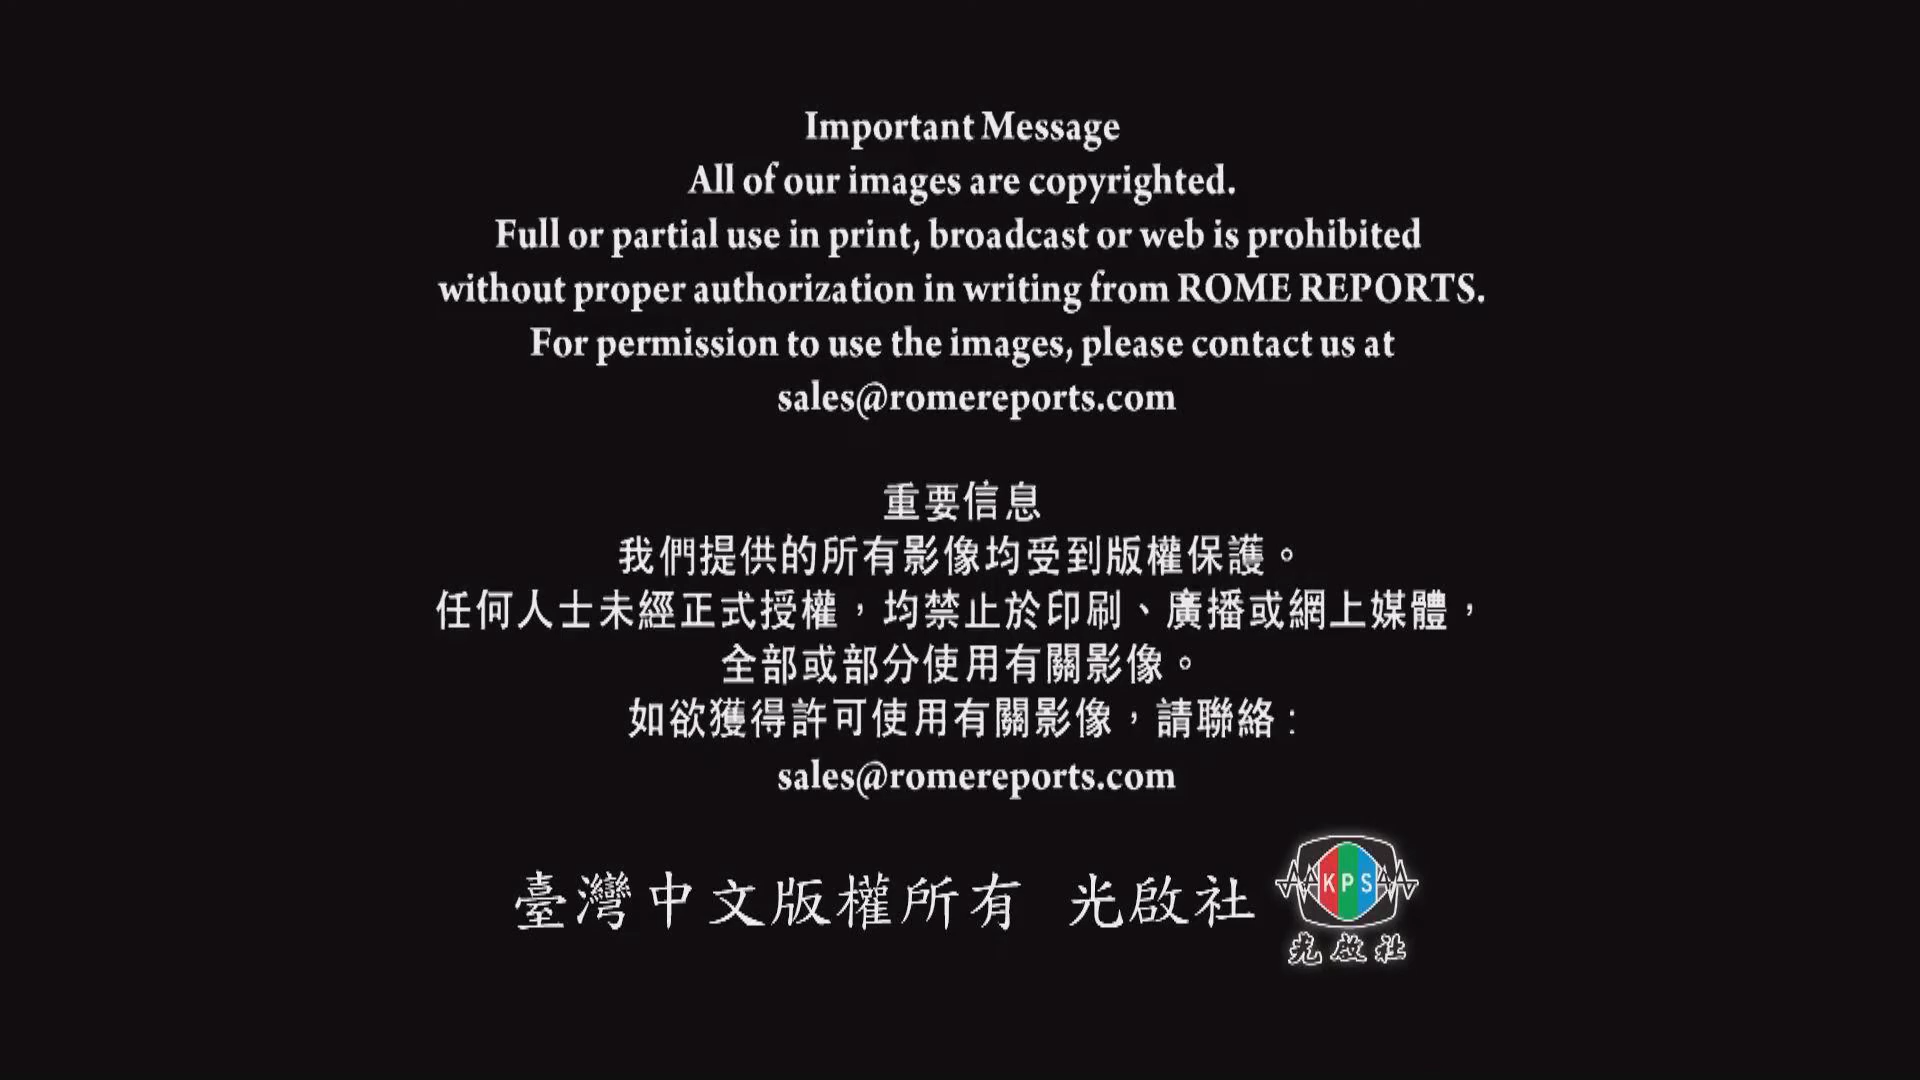 Important Message
All of our images are copyrighted.
Full or partial use in print, broadcast or web is prohibited
without proper authorization in writing from ROME REPORTS.
For permission to use the images, please contact us at
sales@romereports.com
重要信息
我們提供的所有影像均受到版權保護。
任何人士未經正式授權，均禁止於印刷、廣播或網上媒體，
全部或部分使用有關影像。
如欲獲得許可使用有關影像，請聯絡：
sales@romereports.com
臺灣中文版權所有 光啟社
KPS
光啟社